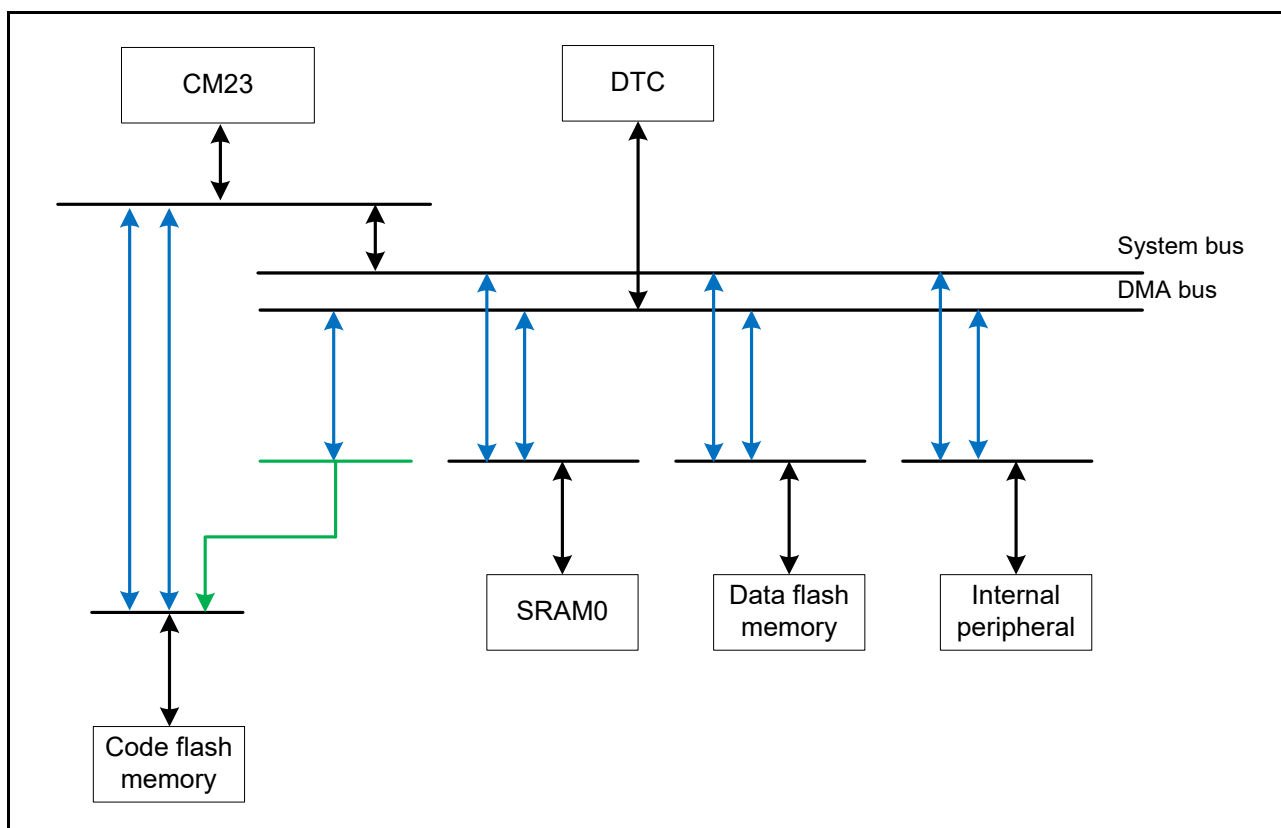 CM23
DTC
System bus
DMA bus
SRAM0
Data flash
memory
Internal
peripheral
Code flash
memory